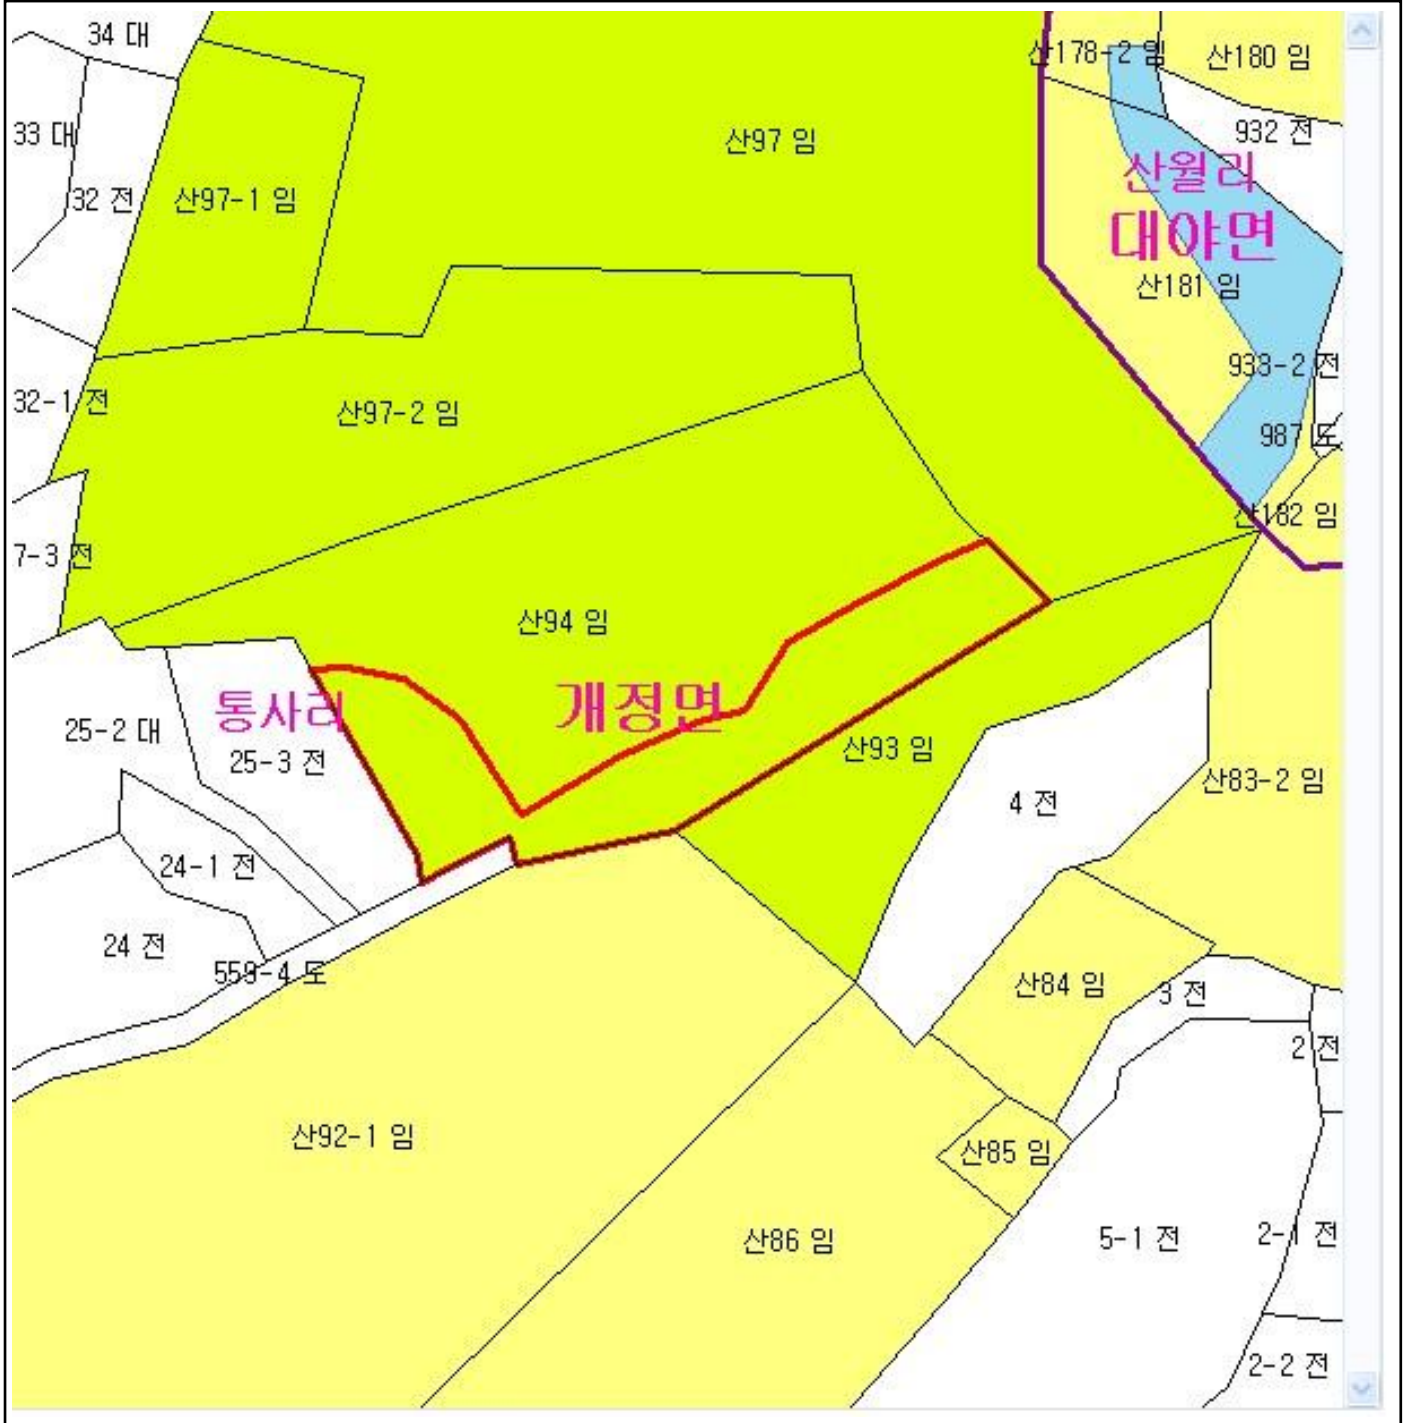 34 대
산178-2 임
산180 임
33 대
산97 임
932 전
산월리
32 전
산97-1 임
대야면
산181 임
933-2 전
32-1 전
산97-2 임
987 도
산182 임
7-3 전
산94 임
통사리
개정면
25-2 대
25-3 전
산93 임
산83-2 임
4 전
24-1 전
24 전
559-4 도
산84 임
3 전
2 전
산92-1 임
산85 임
산86 임
5-1 전
2-1 전
2-2 전